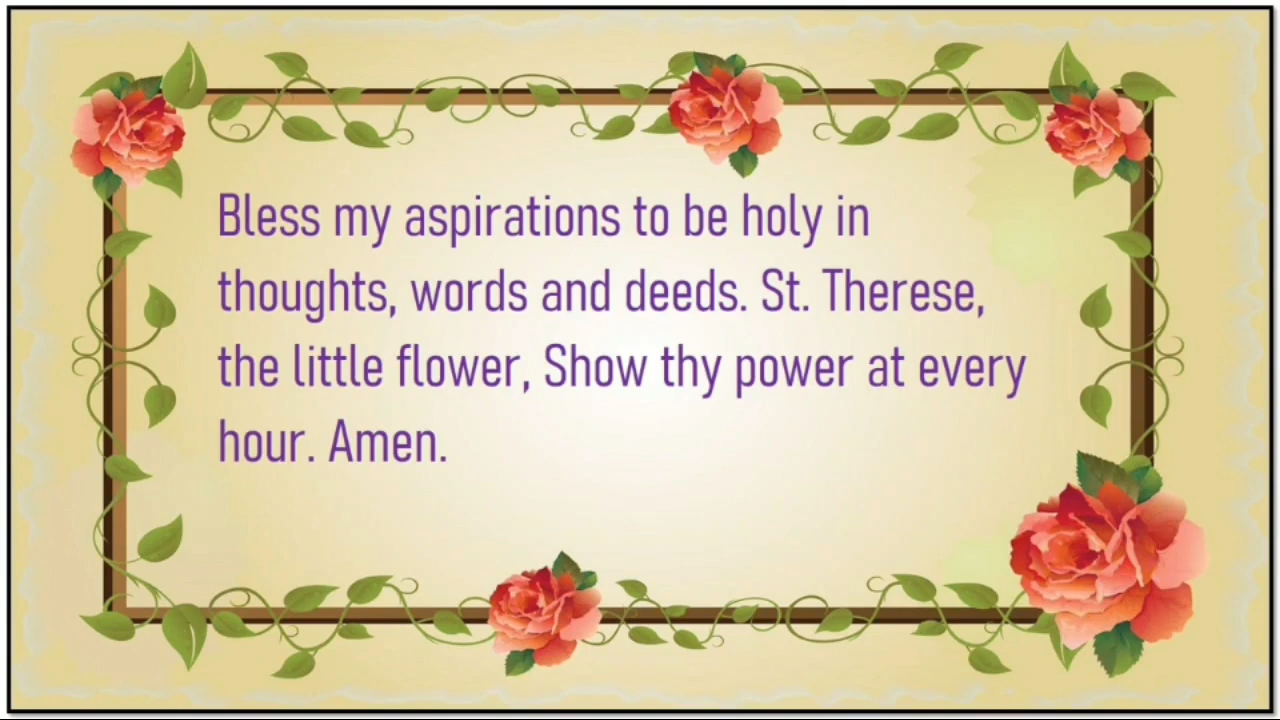 Bless my aspirations to be holy in
thoughts, words and deeds. St. Therese,
the little flower, Show thy power at every
hour. Amen.